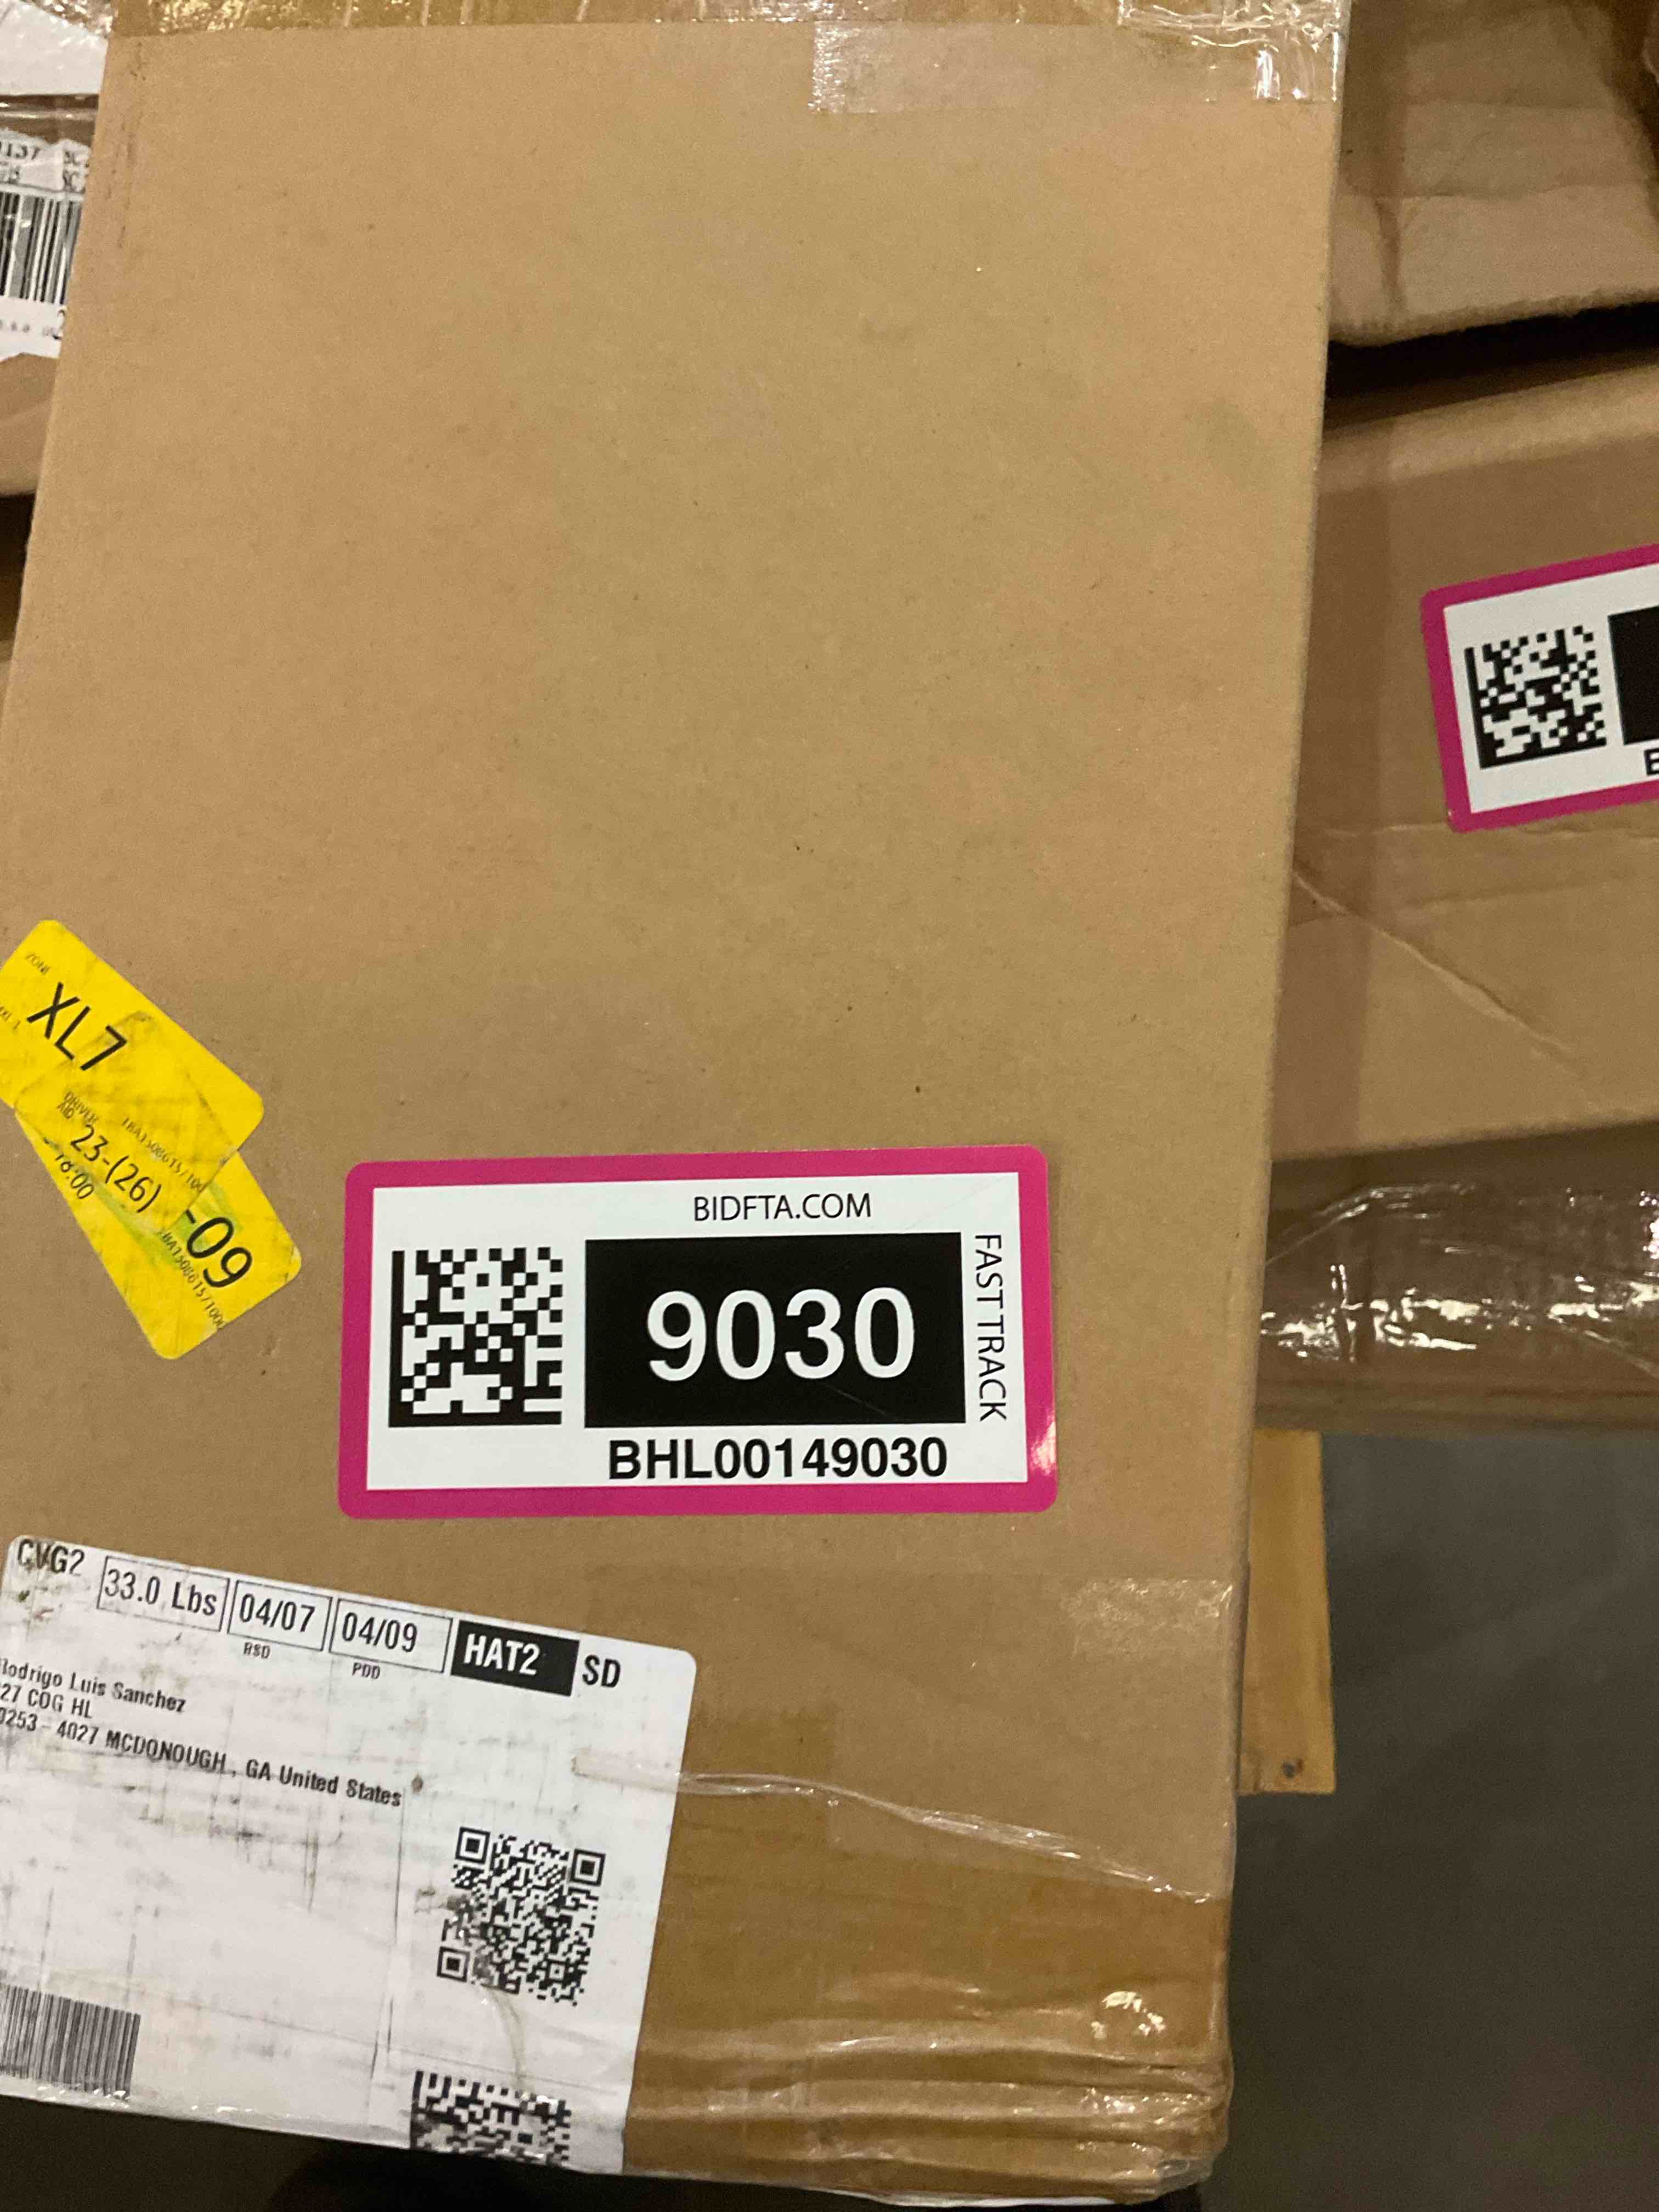 XL7
23-(26)
18:00
-09
BIDFTA.COM
9030
FAST TRACK
BHL00149030
CVG2
33.0 Lbs
04/07
RSD
04/09
PDD
HAT2
SD
Rodrigo Luis Sanchez
27 COG HL
0253 - 4027 MCDONOUGH, GA United States